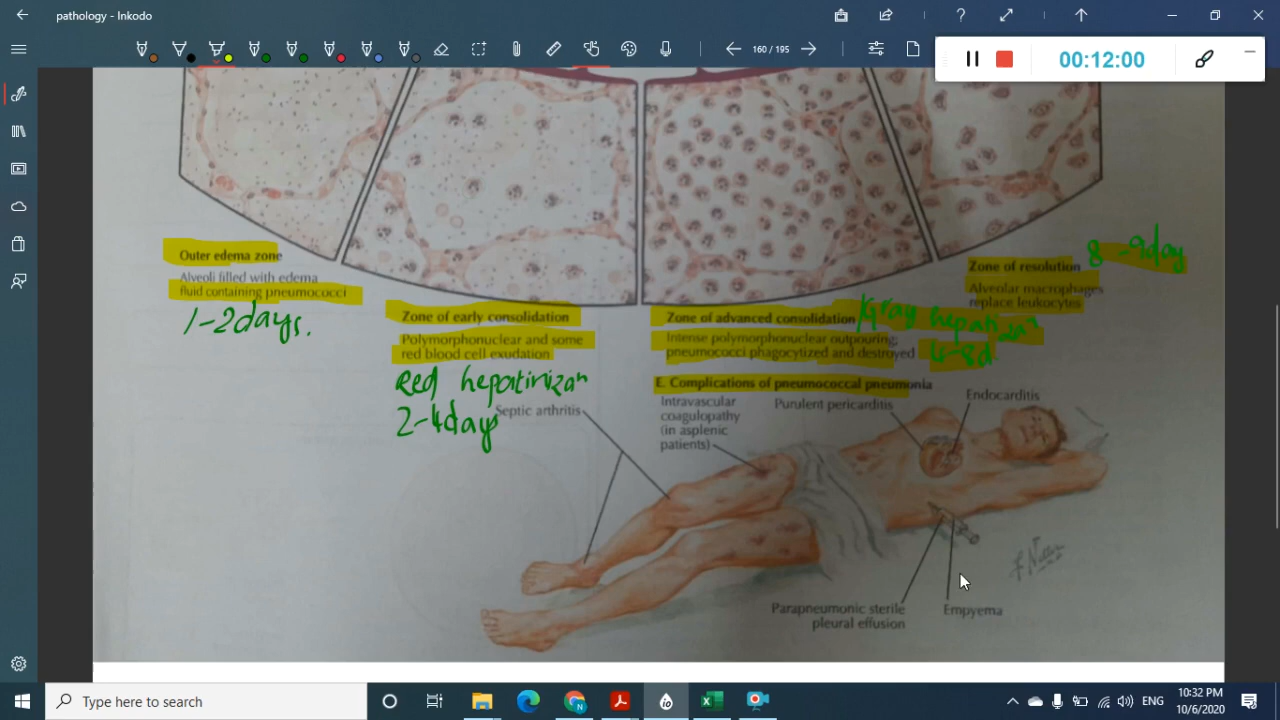 pathology - Inkodo
160 / 195
00:12:00
Outer edema zone
Alveoli filled with edema
fluid containing pneumococci
1-2days.
Zone of early consolidation
Polymorphonuclear and some
red blood cell exudation
Red hepatinizan
2-4days
Zone of advanced consolidation/Gray hepatizan
Intense polymorphonuclear outpouring;
pneumococci phagocytized and destroyed
Zone of resolution
8-9day
Alveolar macrophages
replace leukocytes
E. Complications of pneumococcal pneumonia
Septic arthritis
Intravascular
coagulopathy
(in asplenic
patients)
Purulent pericarditis
Endocarditis
Parapneumonic sterile
pleural effusion
Empyema
F. Netter
Type here to search
ENG
10:32 PM
10/6/2020